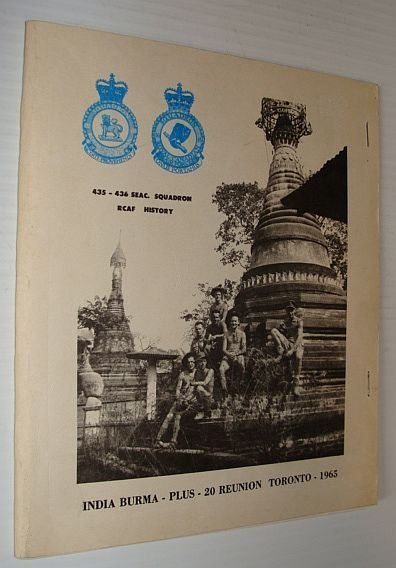 435 - 436 SEAC. SQUADRON
RCAF HISTORY
INDIA BURMA - PLUS - 20 REUNION TORONTO - 1965